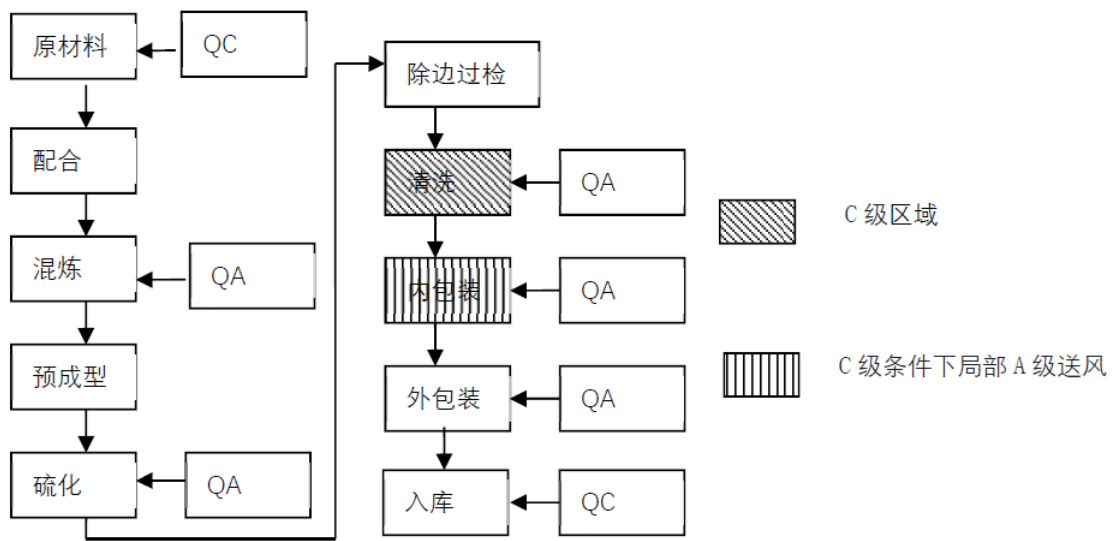 原材料
QC
配合
混炼
QA
预成型
硫化
QA
除边过检
清洗
QA
内包装
QA
外包装
QA
入库
QC
C 级区域
C 级条件下局部 A 级送风